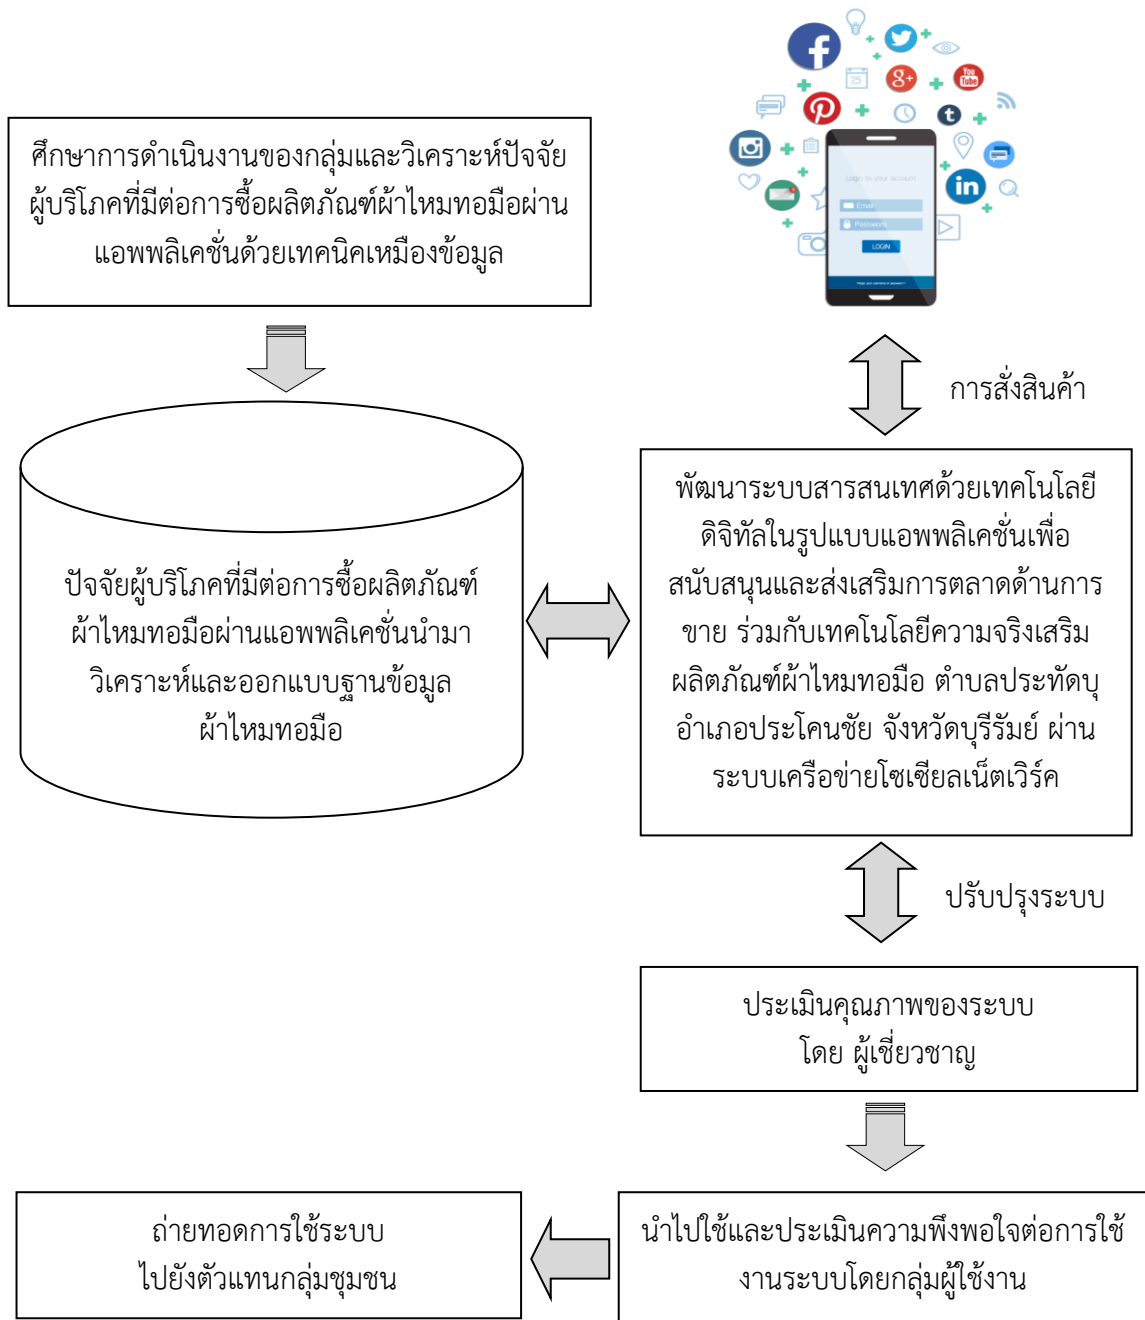 ศึกษาการดำเนินงานของกลุ่มและวิเคราะห์ปัจจัย
ผู้บริโภคที่มีต่อการซื้อผลิตภัณฑ์ผ้าไหมทอมือผ่าน
แอพพลิเคชั่นด้วยเทคนิคเหมืองข้อมูล
25
8+
You
Tube
Login to your account
Email
Password
LOGIN
การสั่งสินค้า
ปัจจัยผู้บริโภคที่มีต่อการซื้อผลิตภัณฑ์
ผ้าไหมทอมือผ่านแอพพลิเคชั่นนำมา
วิเคราะห์และออกแบบฐานข้อมูล
ผ้าไหมทอมือ
พัฒนาระบบสารสนเทศด้วยเทคโนโลยี
ดิจิทัลในรูปแบบแอพพลิเคชั่นเพื่อ
สนับสนุนและส่งเสริมการตลาดด้านการ
ขาย ร่วมกับเทคโนโลยีความจริงเสริม
ผลิตภัณฑ์ผ้าไหมทอมือ ตำบลประทัดบุ
อำเภอประโคนชัย จังหวัดบุรีรัมย์ ผ่าน
ระบบเครือข่ายโซเซียลเน็ตเวิร์ค
ปรับปรุงระบบ
ประเมินคุณภาพของระบบ
โดย ผู้เชี่ยวชาญ
นำไปใช้และประเมินความพึงพอใจต่อการใช้
งานระบบโดยกลุ่มผู้ใช้งาน
ถ่ายทอดการใช้ระบบ
ไปยังตัวแทนกลุ่มชุมชน